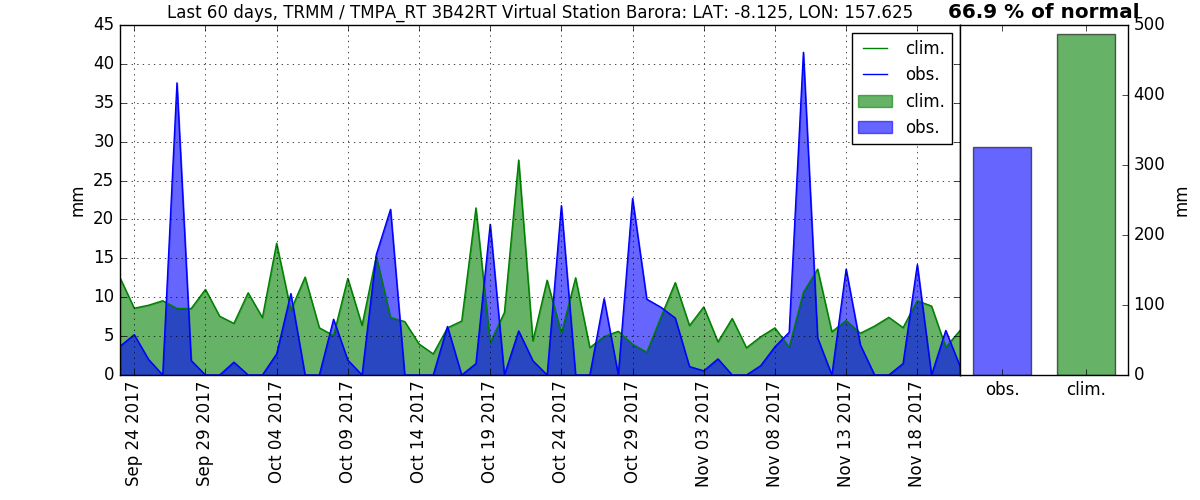 Last 60 days, TRMM / TMPA_RT 3B42RT Virtual Station Barora: LAT: -8.125, LON: 157.625
66.9 % of normal
45
40
35
30
25
20
15
10
5
0
mm
clim.
obs.
clim.
obs.
500
400
300
200
100
0
mm
obs.
clim.
Sep 24 2017
Sep 29 2017
Oct 04 2017
Oct 09 2017
Oct 14 2017
Oct 19 2017
Oct 24 2017
Oct 29 2017
Nov 03 2017
Nov 08 2017
Nov 13 2017
Nov 18 2017